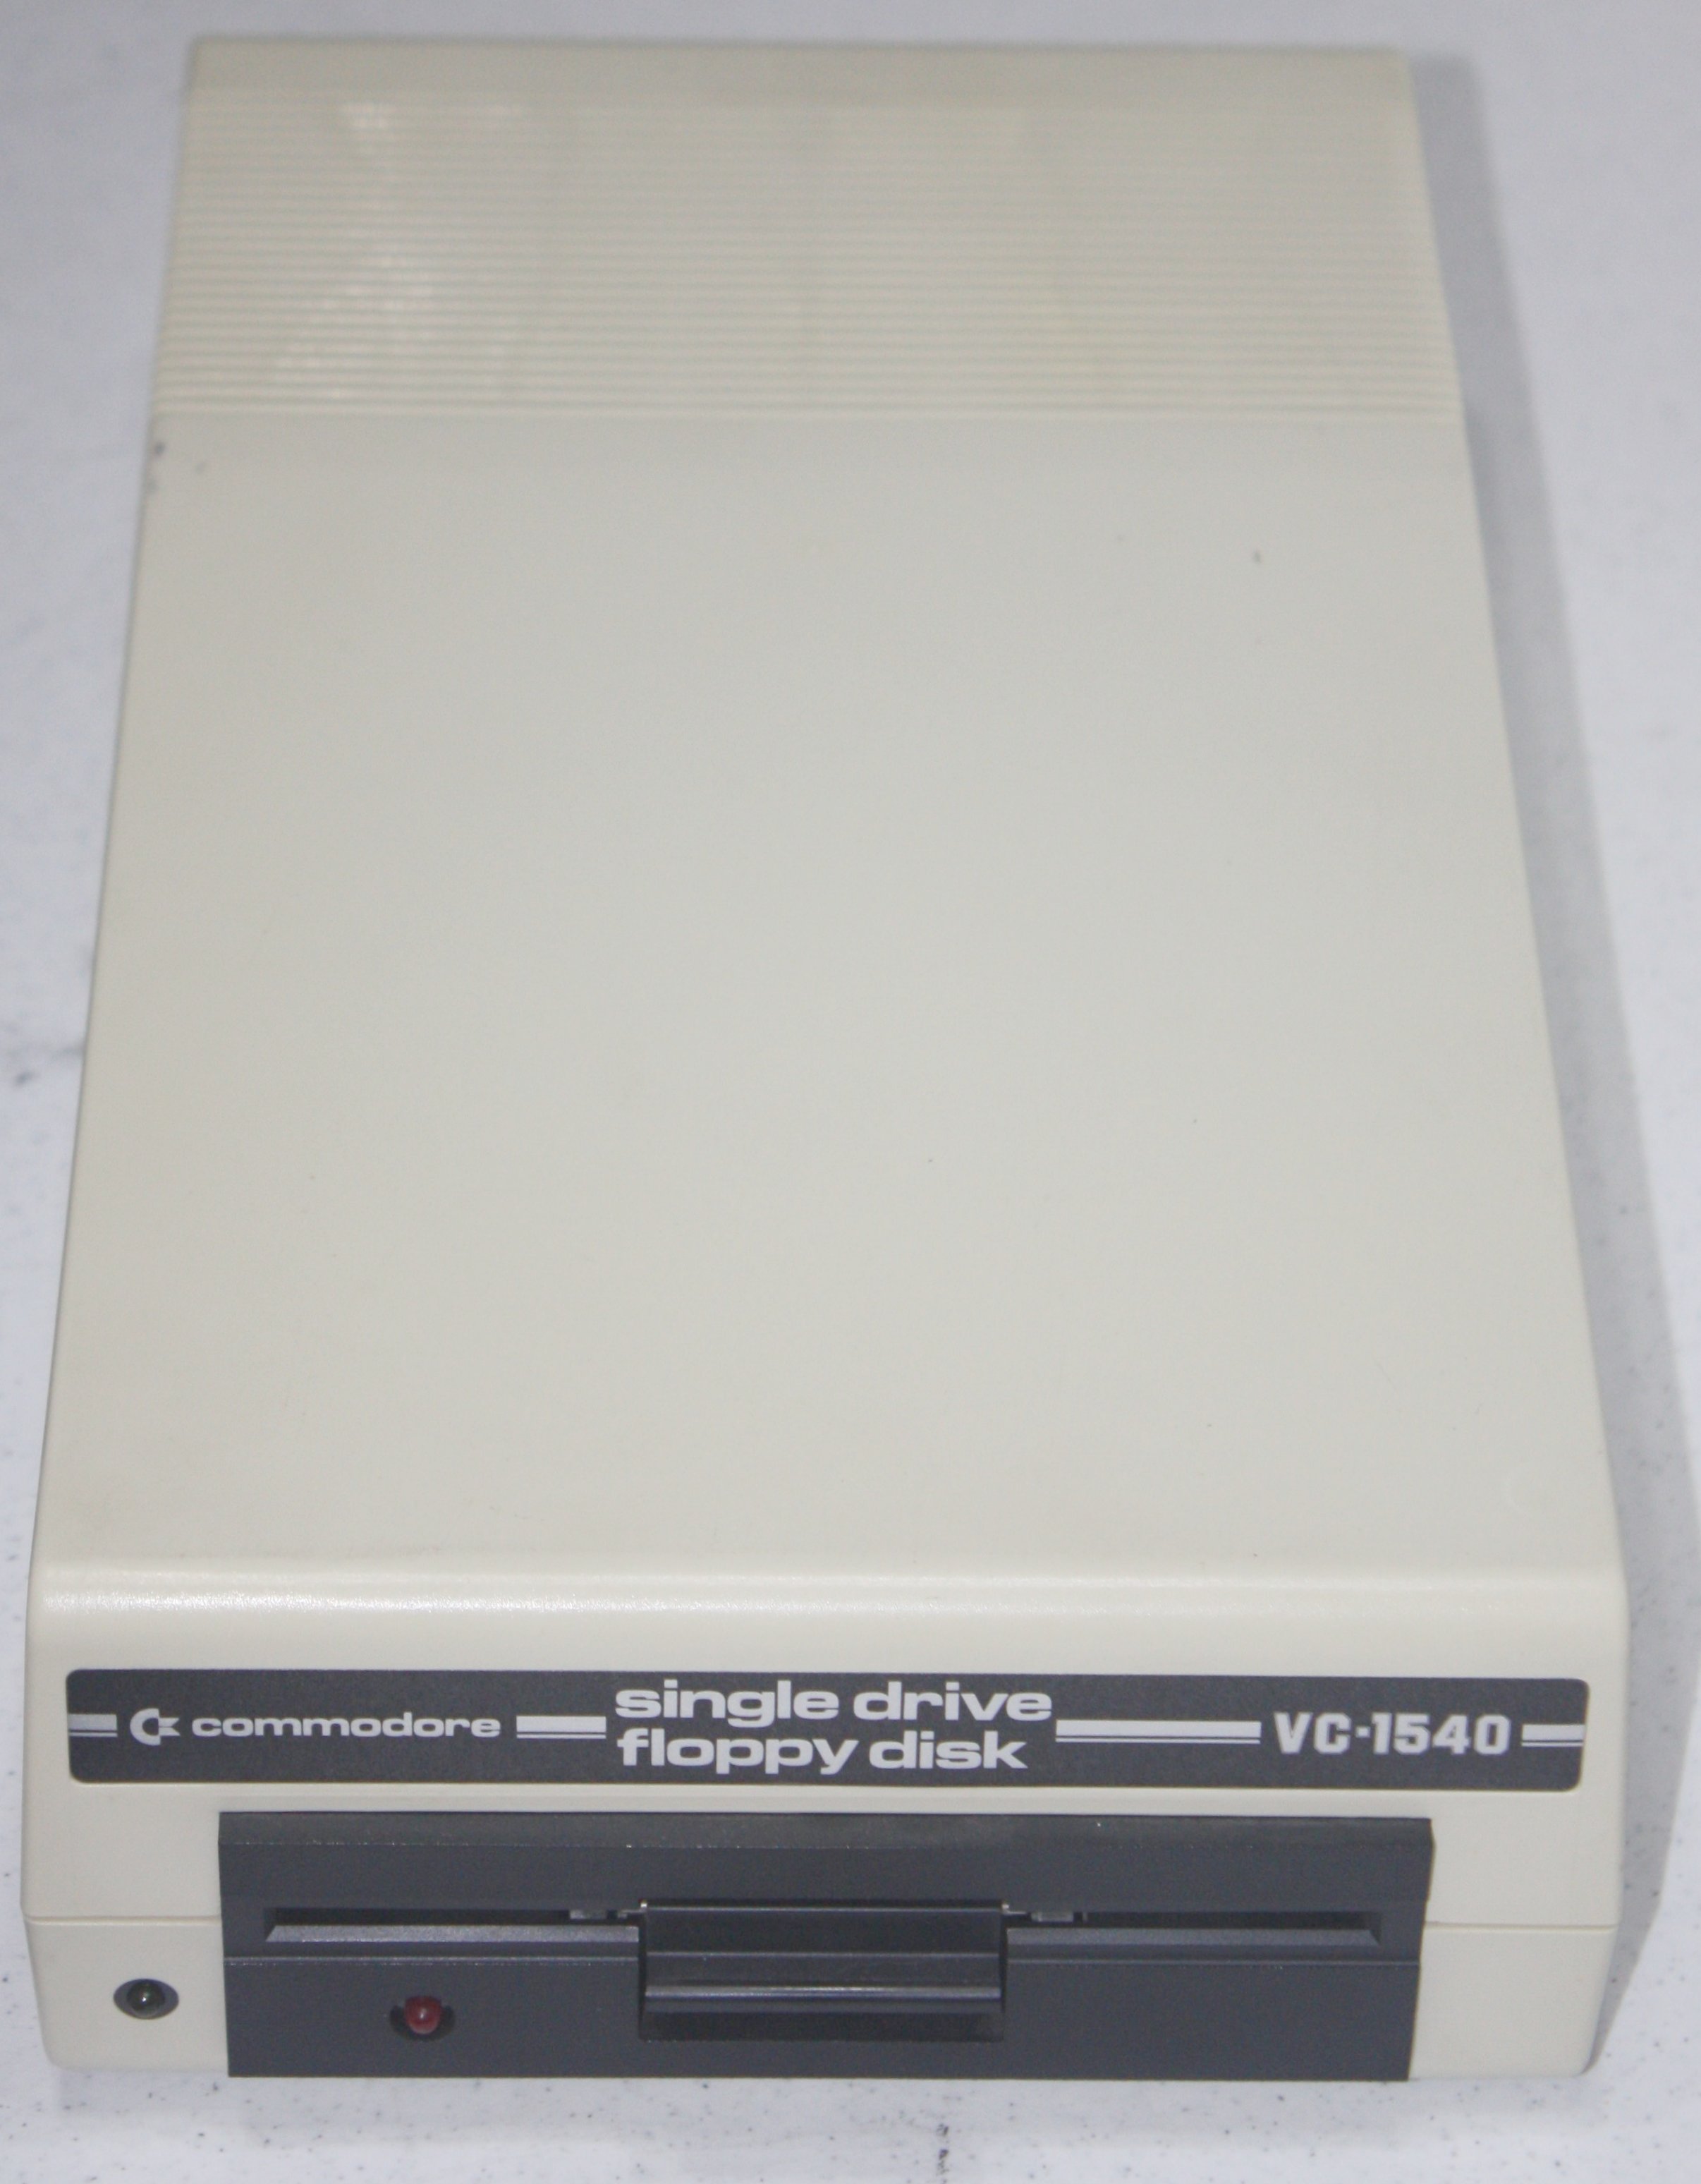 commodore
single drive
floppy disk
VC-1540